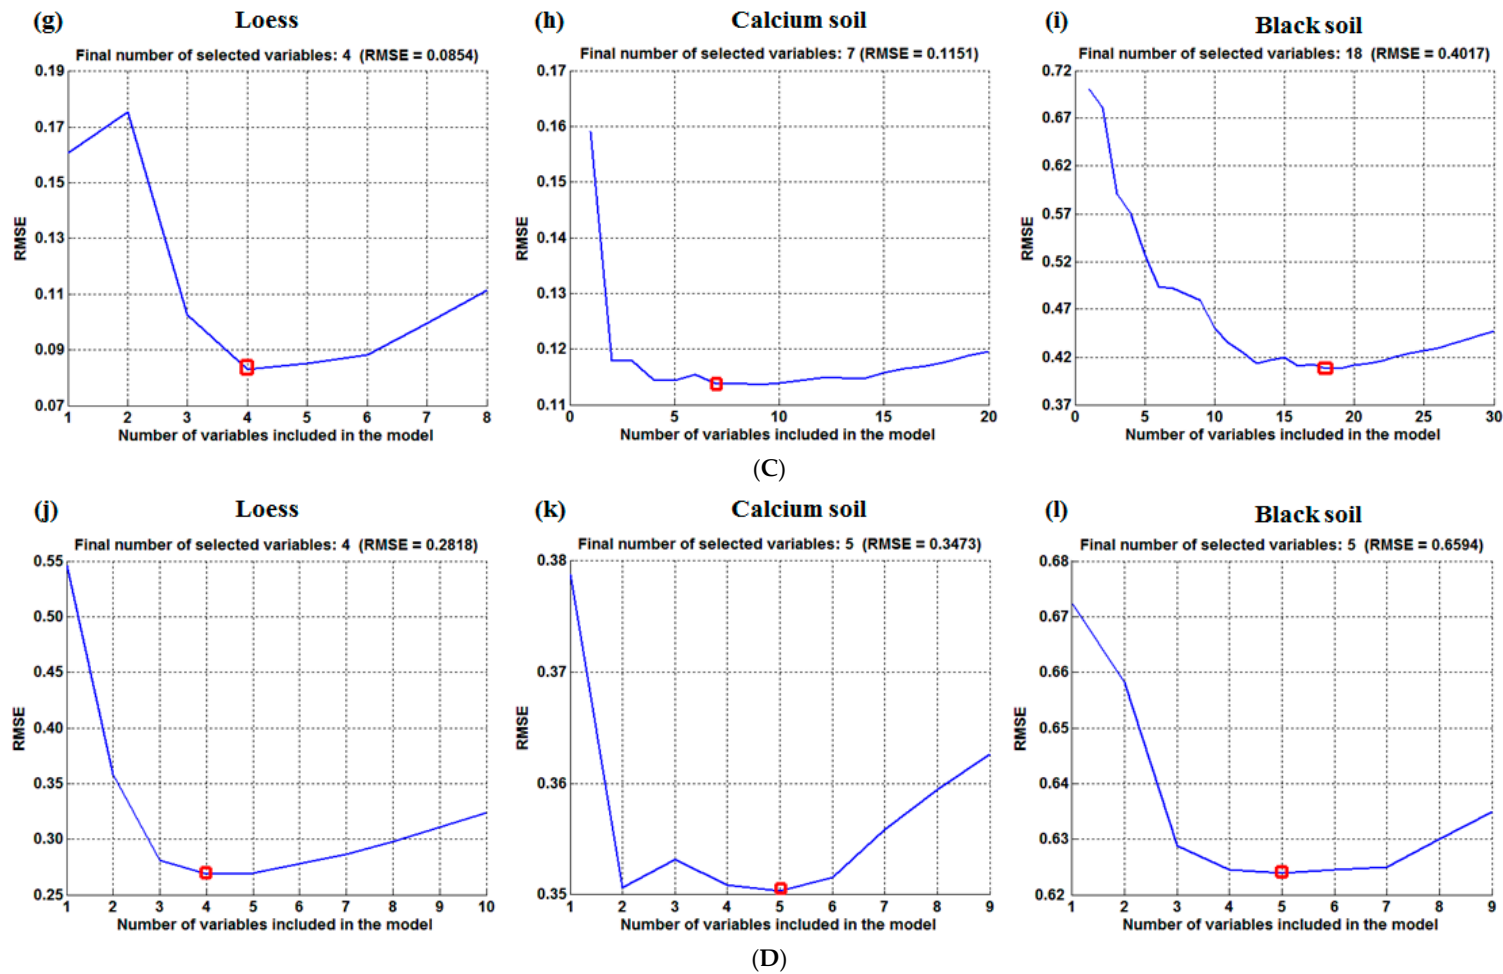 (g) Loess
Final number of selected variables: 4 (RMSE = 0.0854)
0.19
0.17
0.15
0.13
0.11
0.09
0.07
RMSE
1 2 3 4 5 6 7 8
Number of variables included in the model
(h) Calcium soil
Final number of selected variables: 7 (RMSE = 0.1151)
0.17
0.16
0.15
0.14
0.13
0.12
0.11
RMSE
0 5 10 15 20
Number of variables included in the model
(i) Black soil
Final number of selected variables: 18 (RMSE = 0.4017)
0.72
0.67
0.62
0.57
0.52
0.47
0.42
0.37
RMSE
0 5 10 15 20 25 30
Number of variables included in the model
(C)
(j) Loess
Final number of selected variables: 4 (RMSE = 0.2818)
0.55
0.50
0.45
0.40
0.35
0.30
0.25
RMSE
1 2 3 4 5 6 7 8 9 10
Number of variables included in the model
(k) Calcium soil
Final number of selected variables: 5 (RMSE = 0.3473)
0.38
0.37
0.36
0.35
RMSE
1 2 3 4 5 6 7 8 9
Number of variables included in the model
(l) Black soil
Final number of selected variables: 5 (RMSE = 0.6594)
0.68
0.67
0.66
0.65
0.64
0.63
0.62
RMSE
1 2 3 4 5 6 7 8 9
Number of variables included in the model
(D)